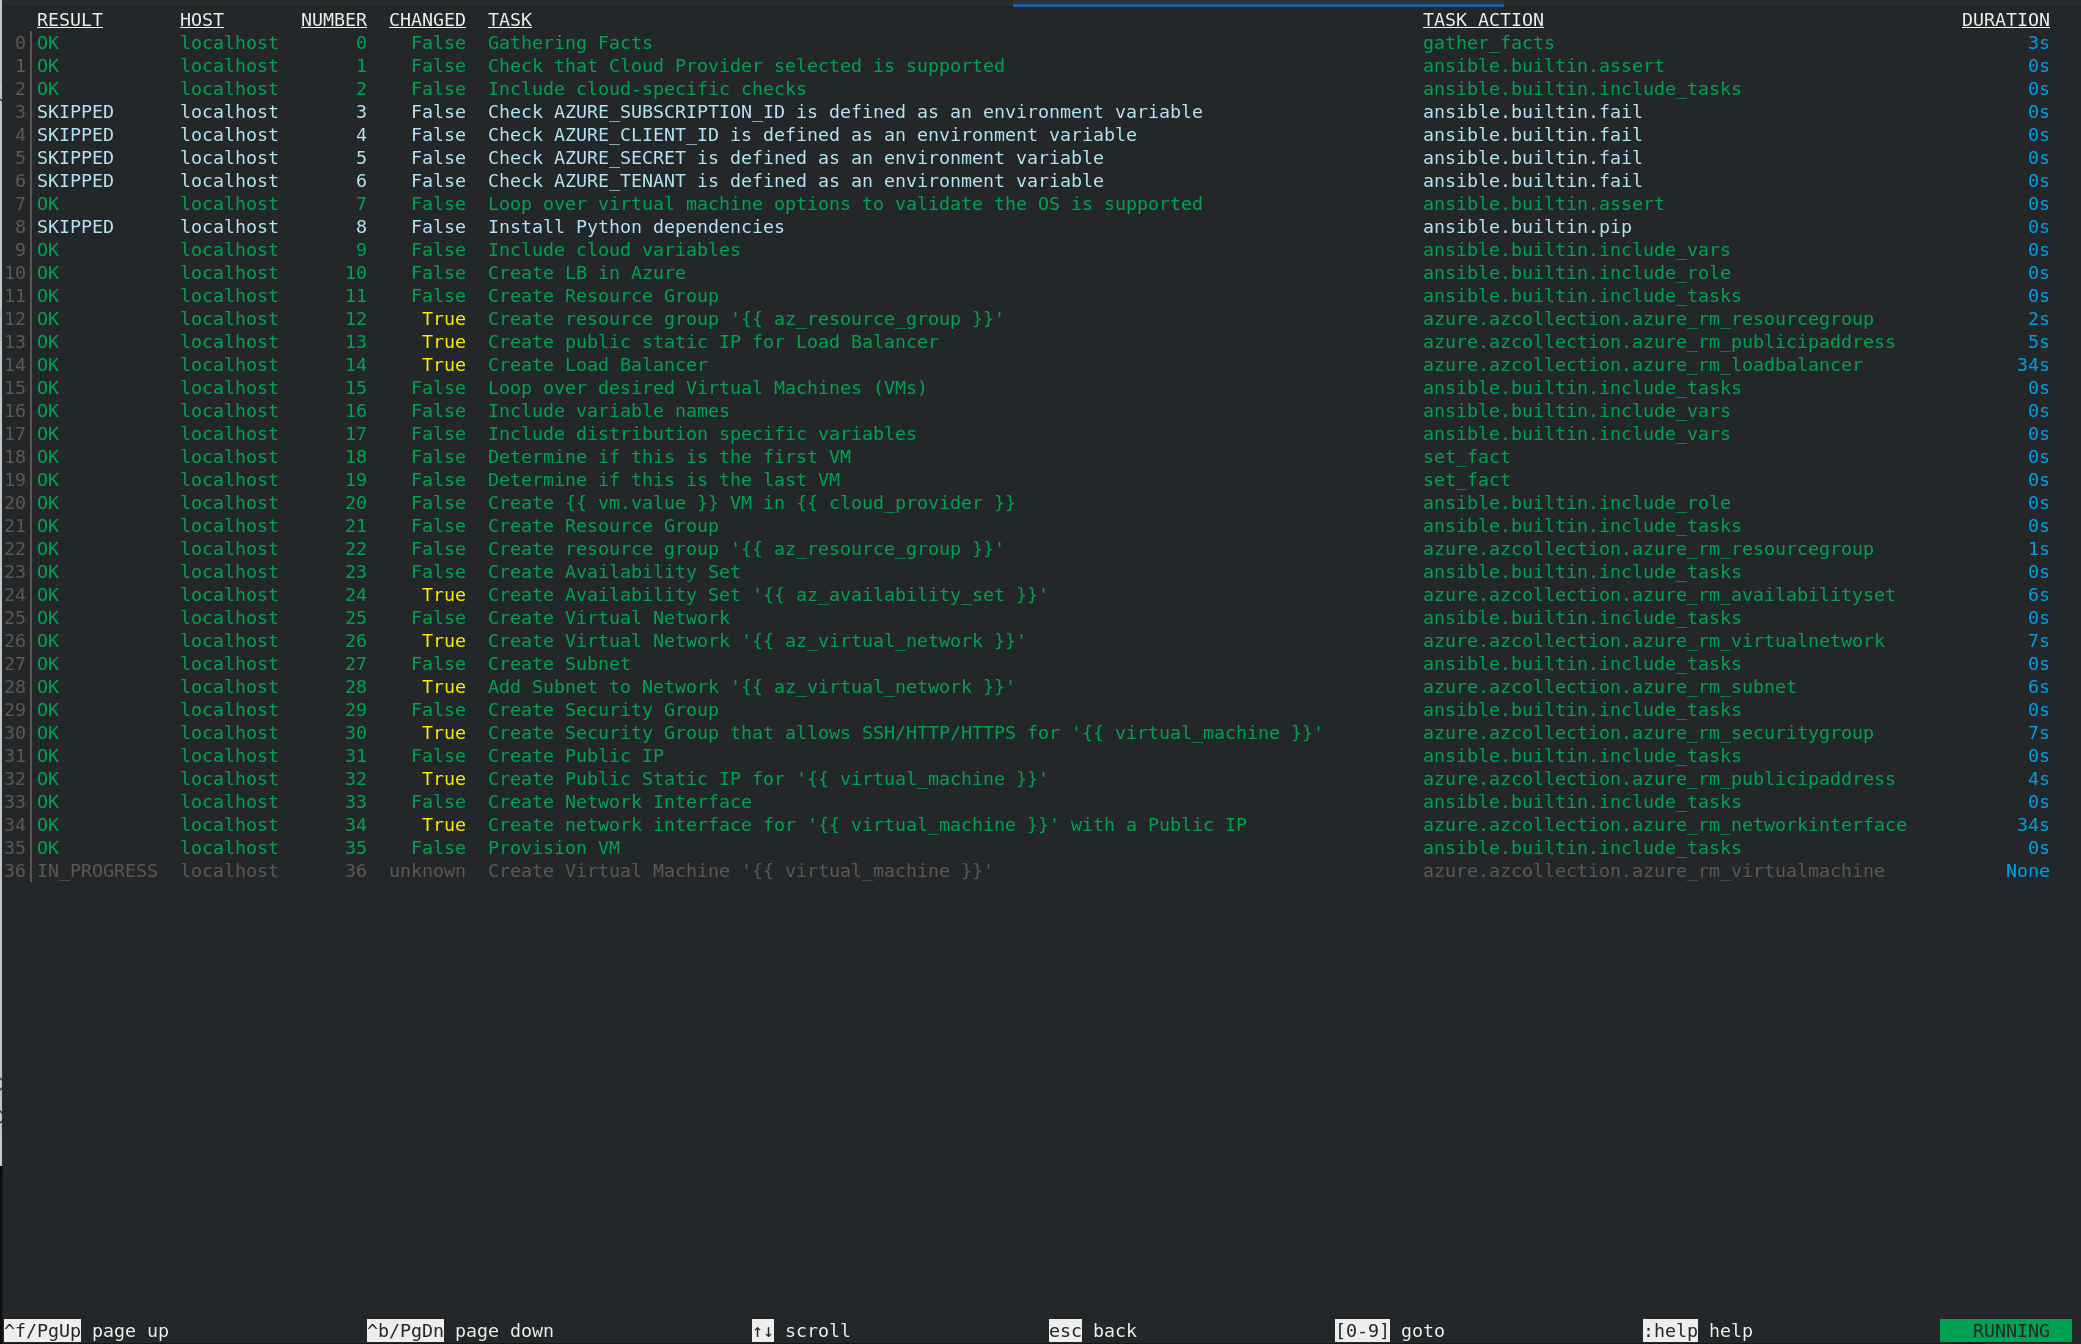 RESULT HOST NUMBER CHANGED TASK TASK ACTION DURATION
0 OK localhost 0 False Gathering Facts gather_facts 3s
1 OK localhost 1 False Check that Cloud Provider selected is supported ansible.builtin.assert 0s
2 OK localhost 2 False Include cloud-specific checks ansible.builtin.include_tasks 0s
3 SKIPPED localhost 3 False Check AZURE_SUBSCRIPTION_ID is defined as an environment variable ansible.builtin.fail 0s
4 SKIPPED localhost 4 False Check AZURE_CLIENT_ID is defined as an environment variable ansible.builtin.fail 0s
5 SKIPPED localhost 5 False Check AZURE_SECRET is defined as an environment variable ansible.builtin.fail 0s
6 SKIPPED localhost 6 False Check AZURE_TENANT is defined as an environment variable ansible.builtin.fail 0s
7 OK localhost 7 False Loop over virtual machine options to validate the OS is supported ansible.builtin.assert 0s
8 SKIPPED localhost 8 False Install Python dependencies ansible.builtin.pip 0s
9 OK localhost 9 False Include cloud variables ansible.builtin.include_vars 0s
10 OK localhost 10 False Create LB in Azure ansible.builtin.include_role 0s
11 OK localhost 11 False Create Resource Group ansible.builtin.include_tasks 0s
12 OK localhost 12 True Create resource group '{{ az_resource_group }}' azure.azcollection.azure_rm_resourcegroup 2s
13 OK localhost 13 True Create public static IP for Load Balancer azure.azcollection.azure_rm_publicipaddress 5s
14 OK localhost 14 True Create Load Balancer azure.azcollection.azure_rm_loadbalancer 34s
15 OK localhost 15 False Loop over desired Virtual Machines (VMs) ansible.builtin.include_tasks 0s
16 OK localhost 16 False Include variable names ansible.builtin.include_vars 0s
17 OK localhost 17 False Include distribution specific variables ansible.builtin.include_vars 0s
18 OK localhost 18 False Determine if this is the first VM set_fact 0s
19 OK localhost 19 False Determine if this is the last VM set_fact 0s
20 OK localhost 20 False Create {{ vm.value }} VM in {{ cloud_provider }} ansible.builtin.include_role 0s
21 OK localhost 21 False Create Resource Group ansible.builtin.include_tasks 0s
22 OK localhost 22 False Create resource group '{{ az_resource_group }}' azure.azcollection.azure_rm_resourcegroup 1s
23 OK localhost 23 False Create Availability Set ansible.builtin.include_tasks 0s
24 OK localhost 24 True Create Availability Set '{{ az_availability_set }}' azure.azcollection.azure_rm_availabilityset 6s
25 OK localhost 25 False Create Virtual Network ansible.builtin.include_tasks 0s
26 OK localhost 26 True Create Virtual Network '{{ az_virtual_network }}' azure.azcollection.azure_rm_virtualnetwork 7s
27 OK localhost 27 False Create Subnet ansible.builtin.include_tasks 0s
28 OK localhost 28 True Add Subnet to Network '{{ az_virtual_network }}' azure.azcollection.azure_rm_subnet 6s
29 OK localhost 29 False Create Security Group ansible.builtin.include_tasks 0s
30 OK localhost 30 True Create Security Group that allows SSH/HTTP/HTTPS for '{{ virtual_machine }}' azure.azcollection.azure_rm_securitygroup 7s
31 OK localhost 31 False Create Public IP ansible.builtin.include_tasks 0s
32 OK localhost 32 True Create Public Static IP for '{{ virtual_machine }}' azure.azcollection.azure_rm_publicipaddress 4s
33 OK localhost 33 False Create Network Interface ansible.builtin.include_tasks 0s
34 OK localhost 34 True Create network interface for '{{ virtual_machine }}' with a Public IP azure.azcollection.azure_rm_networkinterface 34s
35 OK localhost 35 False Provision VM ansible.builtin.include_tasks 0s
36 IN_PROGRESS localhost 36 unknown Create Virtual Machine '{{ virtual_machine }}' azure.azcollection.azure_rm_virtualmachine None
^f/PgUp page up ^b/PgDn page down ↑↓ scroll esc back [0-9] goto :help help RUNNING